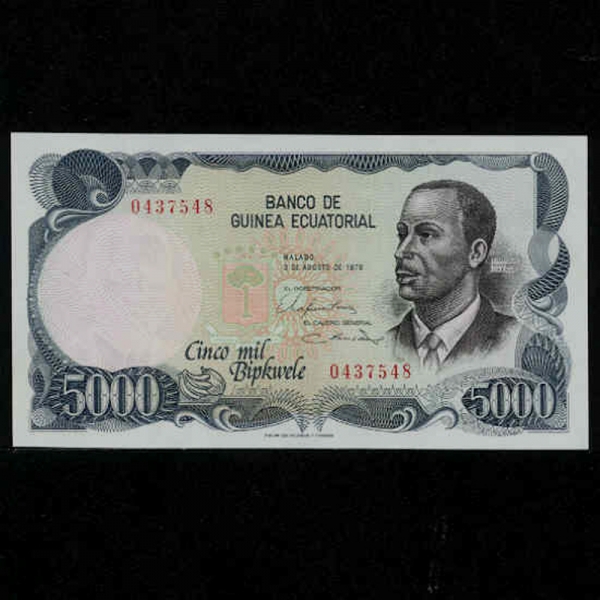 0437548
BANCO DE
GUINEA ECUATORIAL
MALABO
3 DE AGOSTO DE 1979
EL GOBERNADOR
EL CAJERO GENERAL
Cinco mil
Bipkwele
0437548
5000
5000